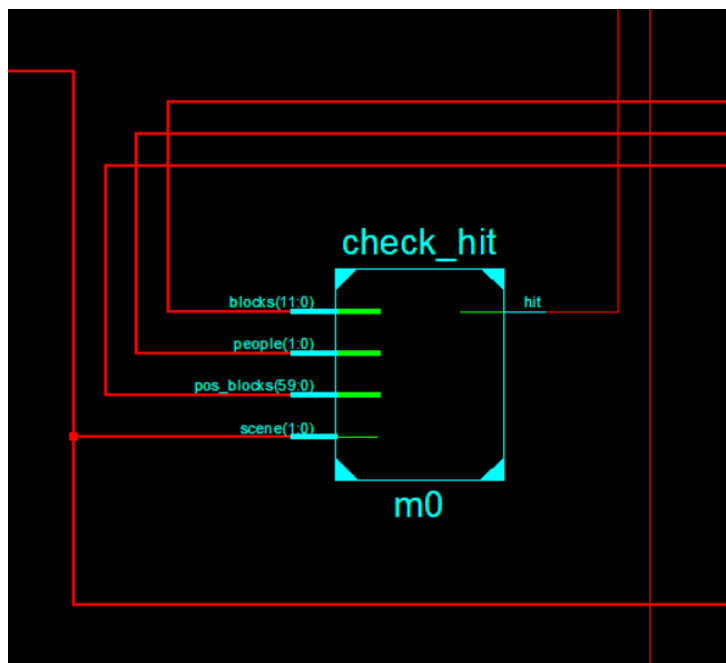 check_hit
blocks(11:0)
hit
people(1:0)
pos_blocks(59:0)
scene(1:0)
m0